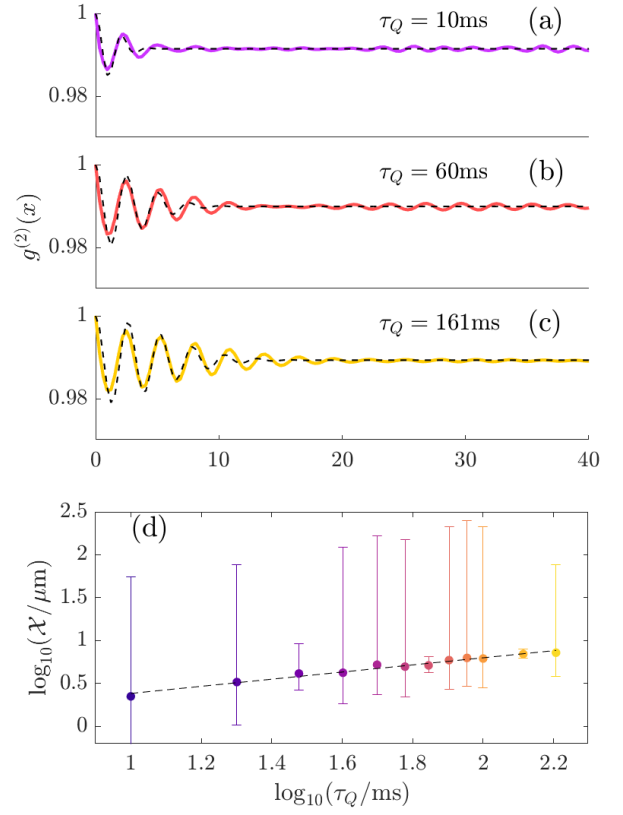 1
τ_Q = 10ms (a)
0.98
1
τ_Q = 60ms (b)
g^(2)(x)
0.98
1
τ_Q = 161ms (c)
0.98
0 10 20 30 40
2.5
(d)
2
1.5
1
0.5
0
log₁₀(𝒳/μm)
1 1.2 1.4 1.6 1.8 2 2.2
log₁₀(τ_Q/ms)